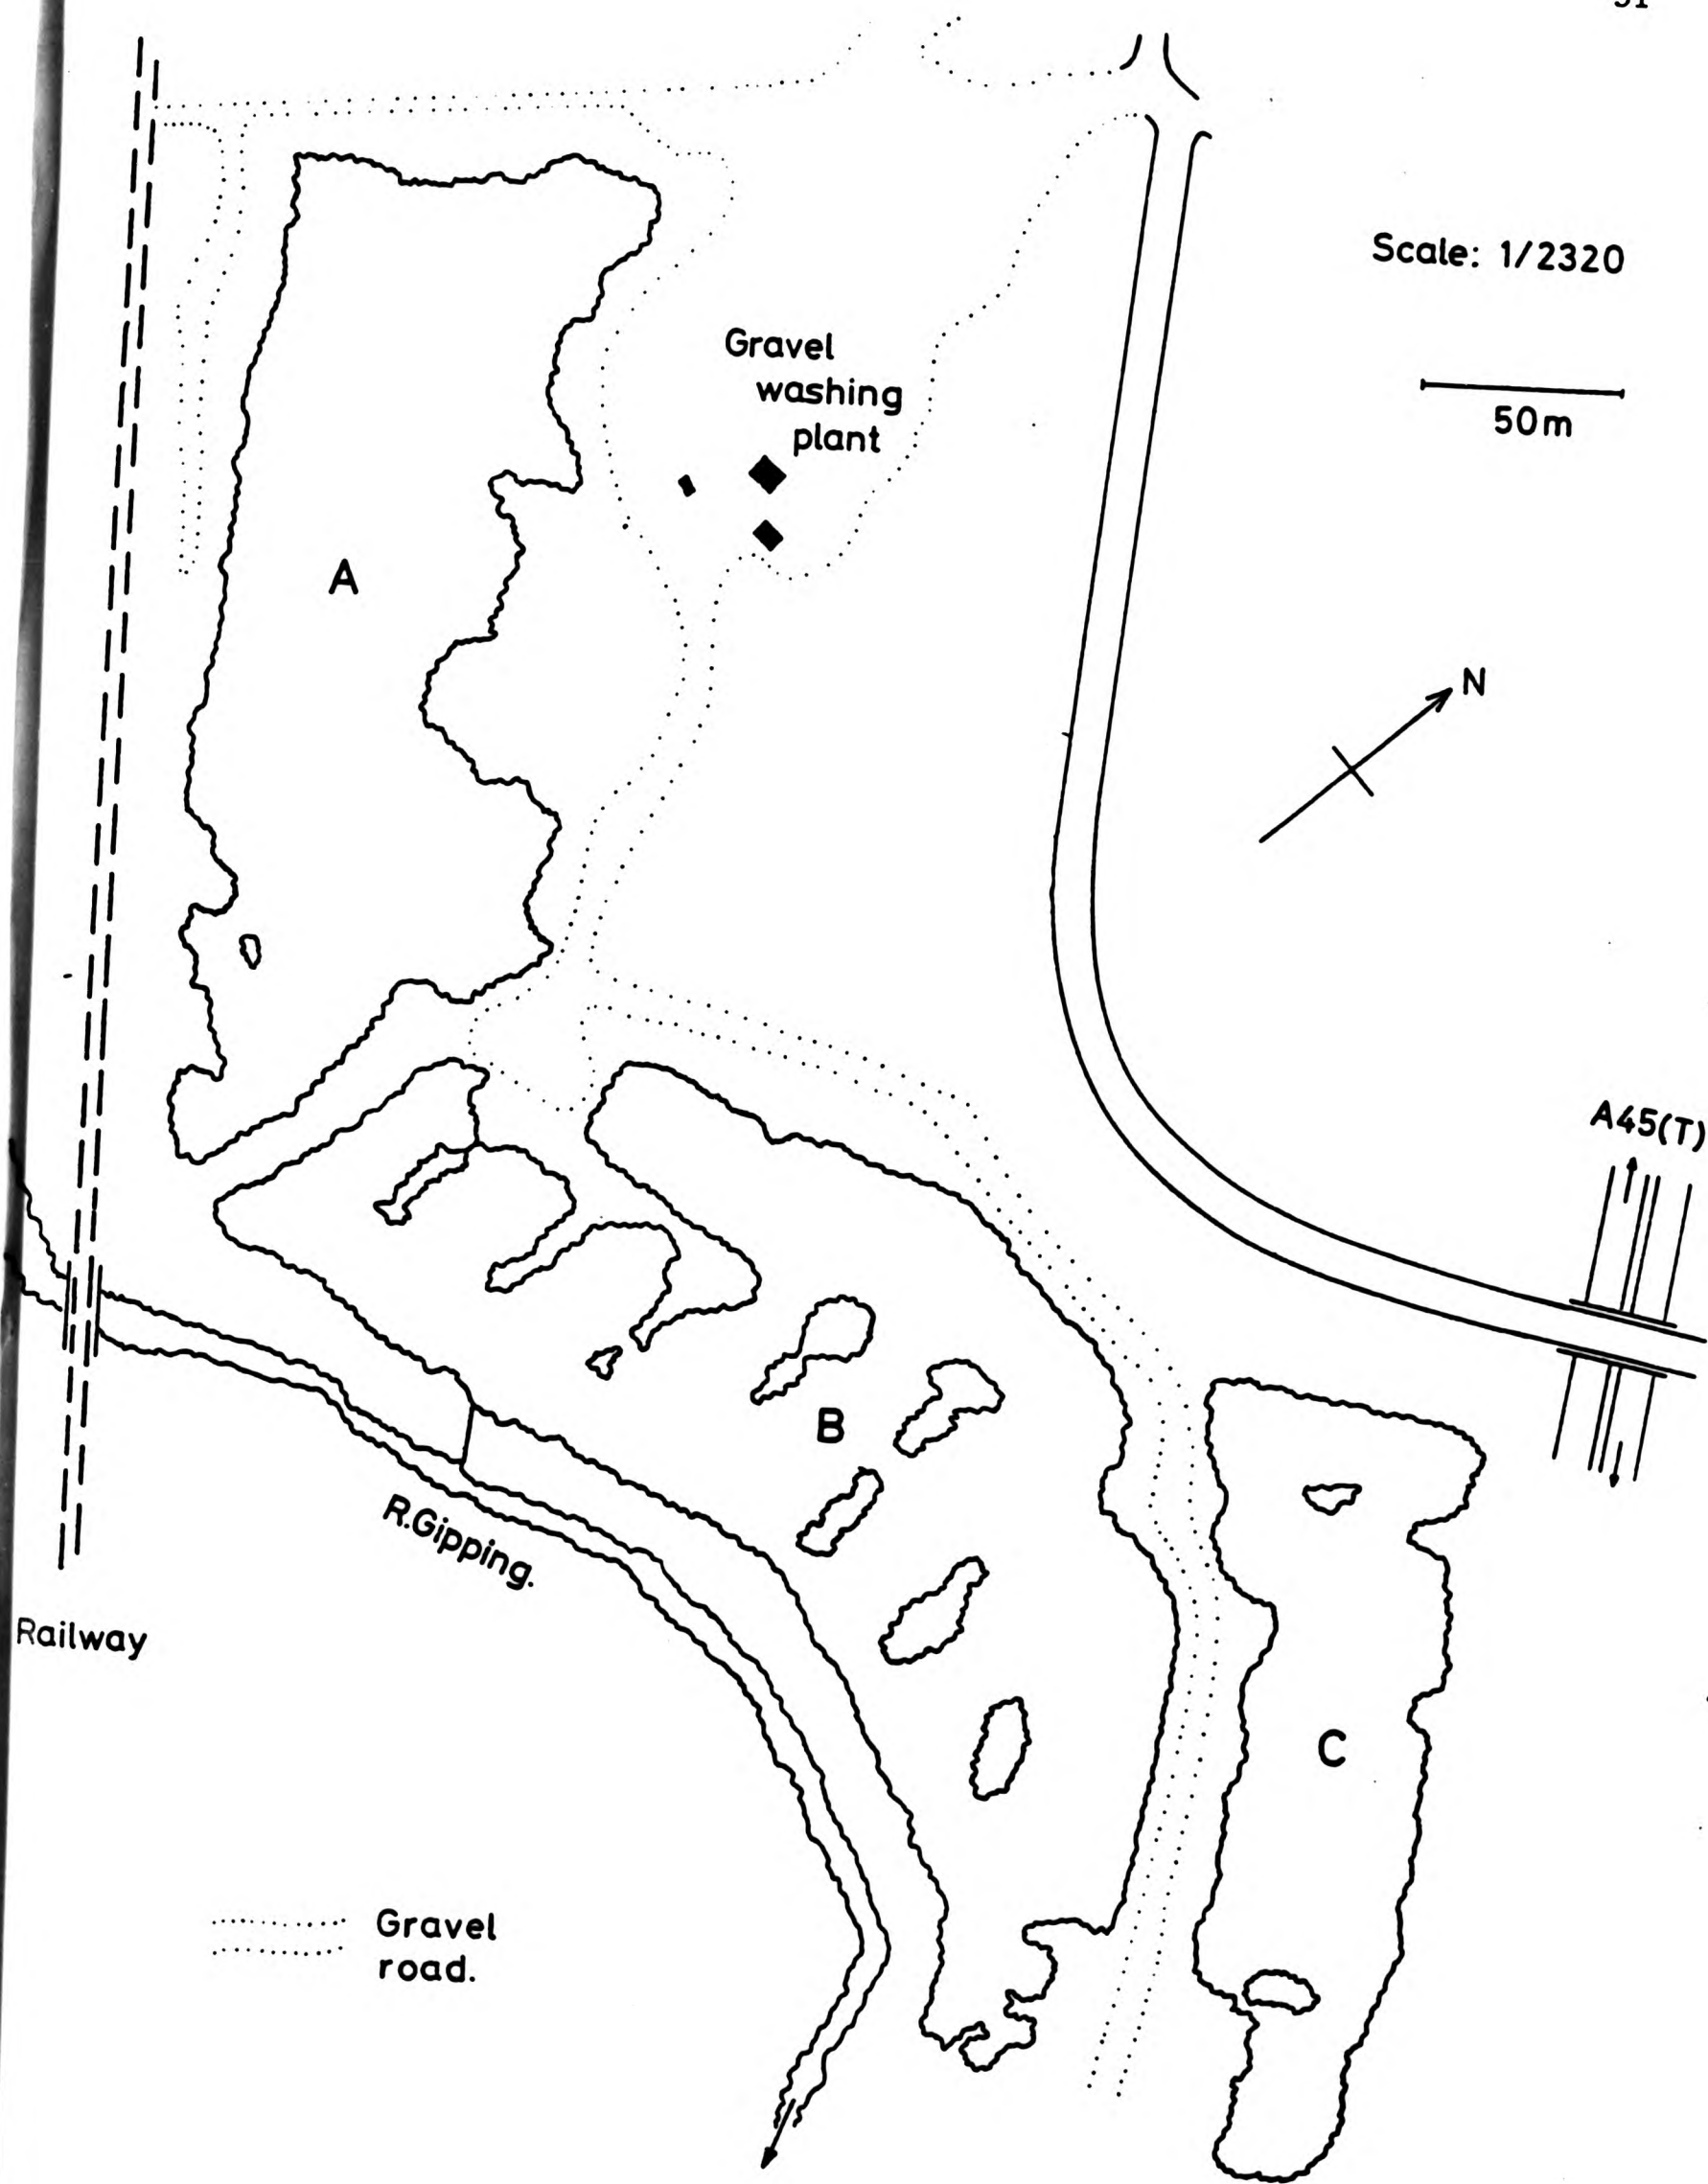 Scale: 1/2320
Gravel
washing
plant
50m
A
N
A45(T)
B
R.Gipping.
Railway
C
Gravel
road.